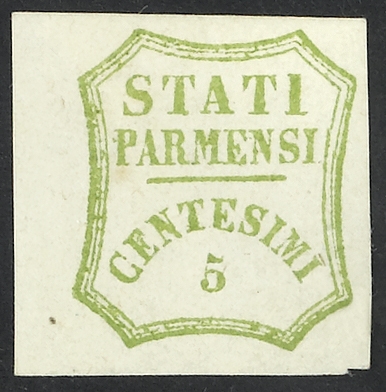 STATI
PARMENSI
CENTESIMI
5